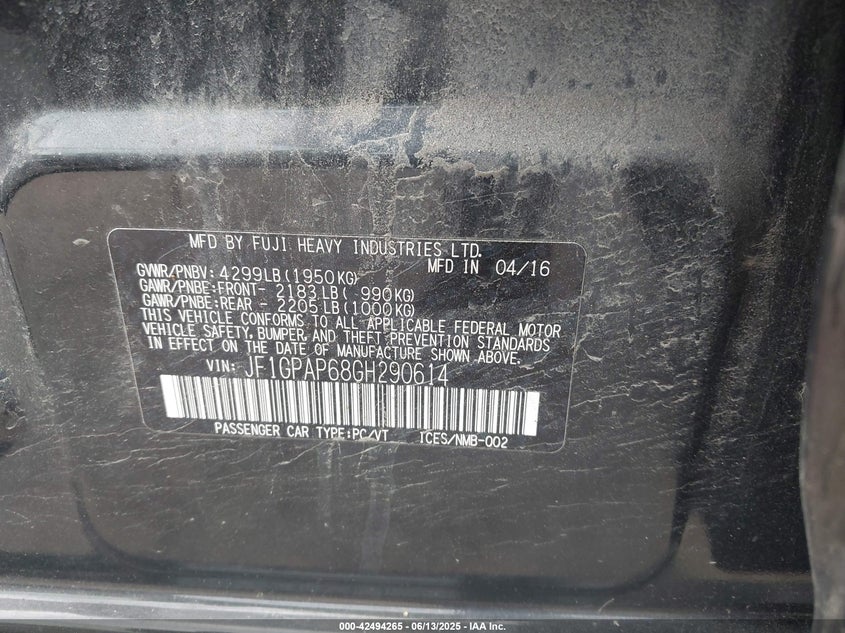 MFD BY FUJI HEAVY INDUSTRIES LTD.
MFD IN 04/16
GVWR/PNBV: 4299LB(1950KG)
GAWR/PNBE:FRONT- 2183LB( 990KG)
GAWR/PNBE:REAR - 2205LB(1000KG)
THIS VEHICLE CONFORMS TO ALL APPLICABLE FEDERAL MOTOR
VEHICLE SAFETY, BUMPER, AND THEFT PREVENTION STANDARDS
IN EFFECT ON THE DATE OF MANUFACTURE SHOWN ABOVE.
VIN: JF1GPAP68GH290614
PASSENGER CAR TYPE:PC/VT ICES/NMB-002
000-42494265 - 06/13/2025 - IAA Inc.